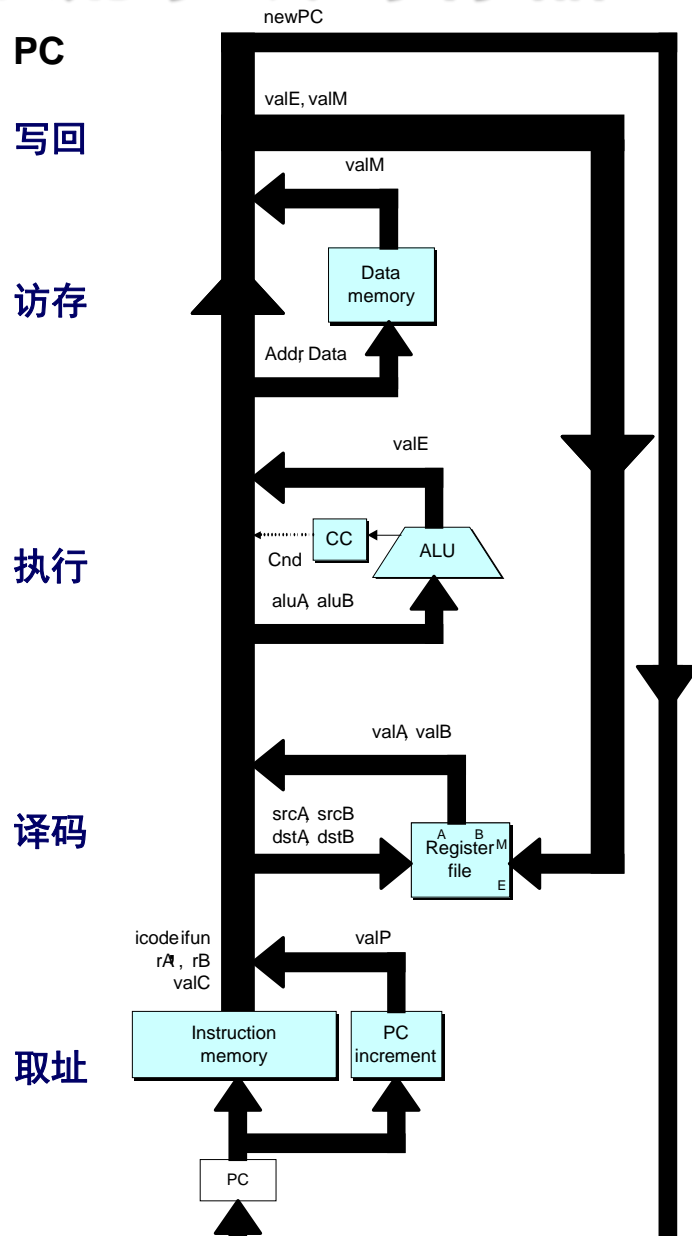 newPC
PC
valE, valM
写回
valM
Data
memory
访存
Addr, Data
valE
CC
ALU
Cnd
执行
aluA, aluB
valA, valB
srcA, srcB
dstA, dstB
A B
M
Register
file
E
译码
icode ifun
rA, rB
valC
valP
Instruction
memory
PC
increment
取址
PC